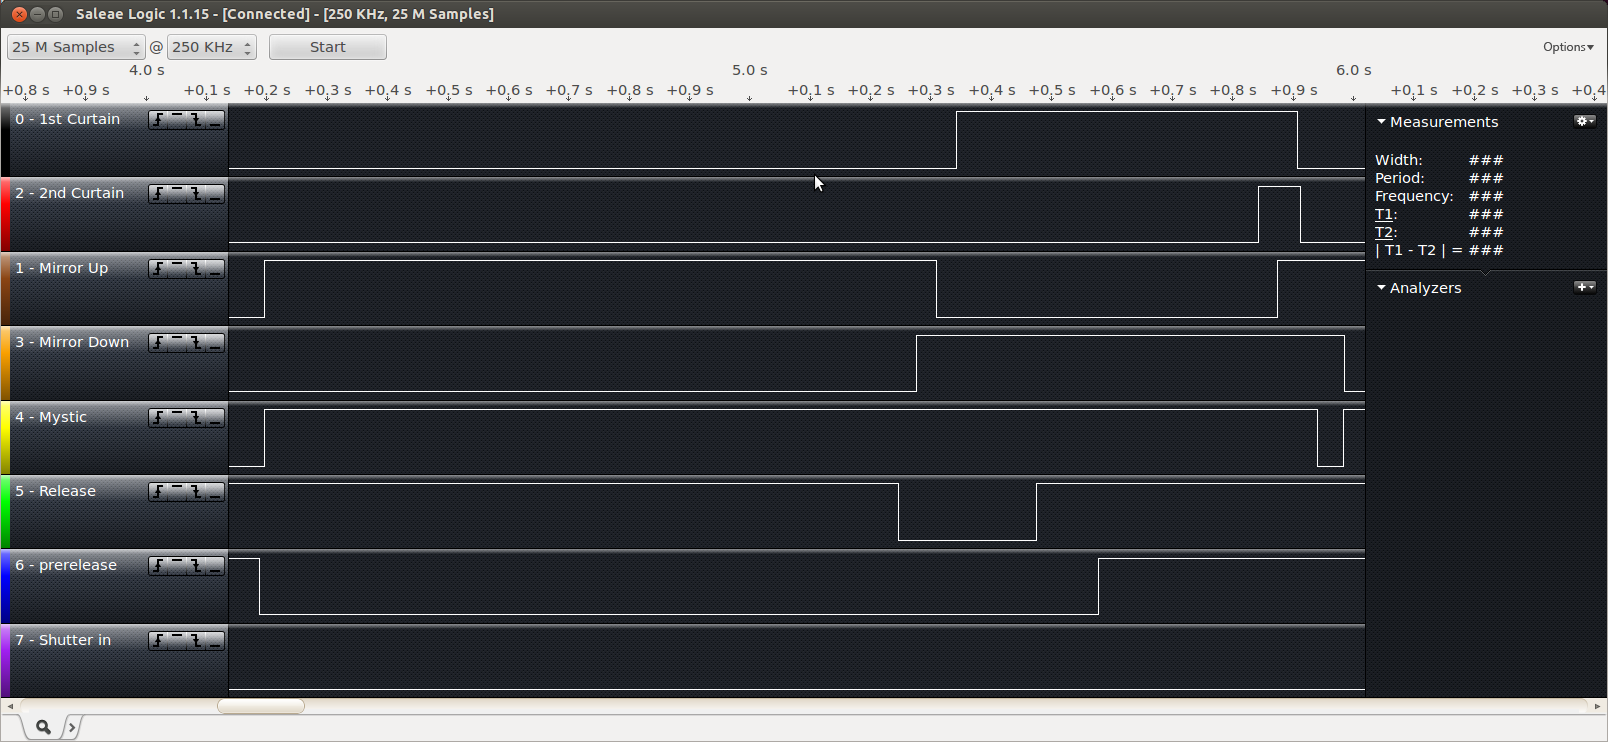 Saleae Logic 1.1.15 - [Connected] - [250 KHz, 25 M Samples]
25 M Samples @ 250 KHz Start Options
4.0 s 5.0 s 6.0 s
+0.8 s +0.9 s +0.1 s +0.2 s +0.3 s +0.4 s +0.5 s +0.6 s +0.7 s +0.8 s +0.9 s +0.1 s +0.2 s +0.3 s +0.4 s +0.5 s +0.6 s +0.7 s +0.8 s +0.9 s +0.1 s +0.2 s +0.3 s +0.4
0 - 1st Curtain
2 - 2nd Curtain
1 - Mirror Up
3 - Mirror Down
4 - Mystic
5 - Release
6 - prerelease
7 - Shutter in
Measurements
Width: ###
Period: ###
Frequency: ###
T1: ###
T2: ###
| T1 - T2 | = ###
Analyzers